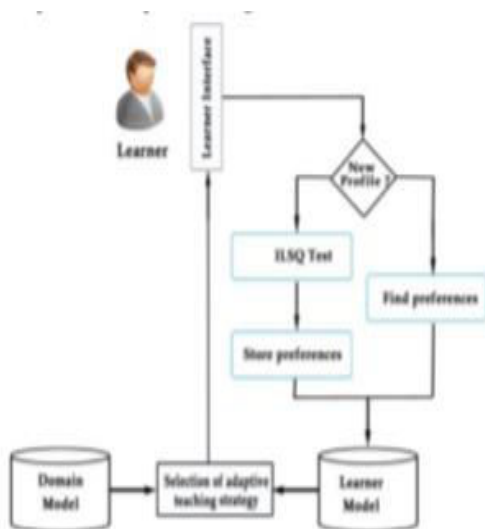 Learner
Learner Interface
New
Profile ?
ILSQ Test
Find preferences
Store preferences
Domain
Model
Selection of adaptive
teaching strategy
Learner
Model